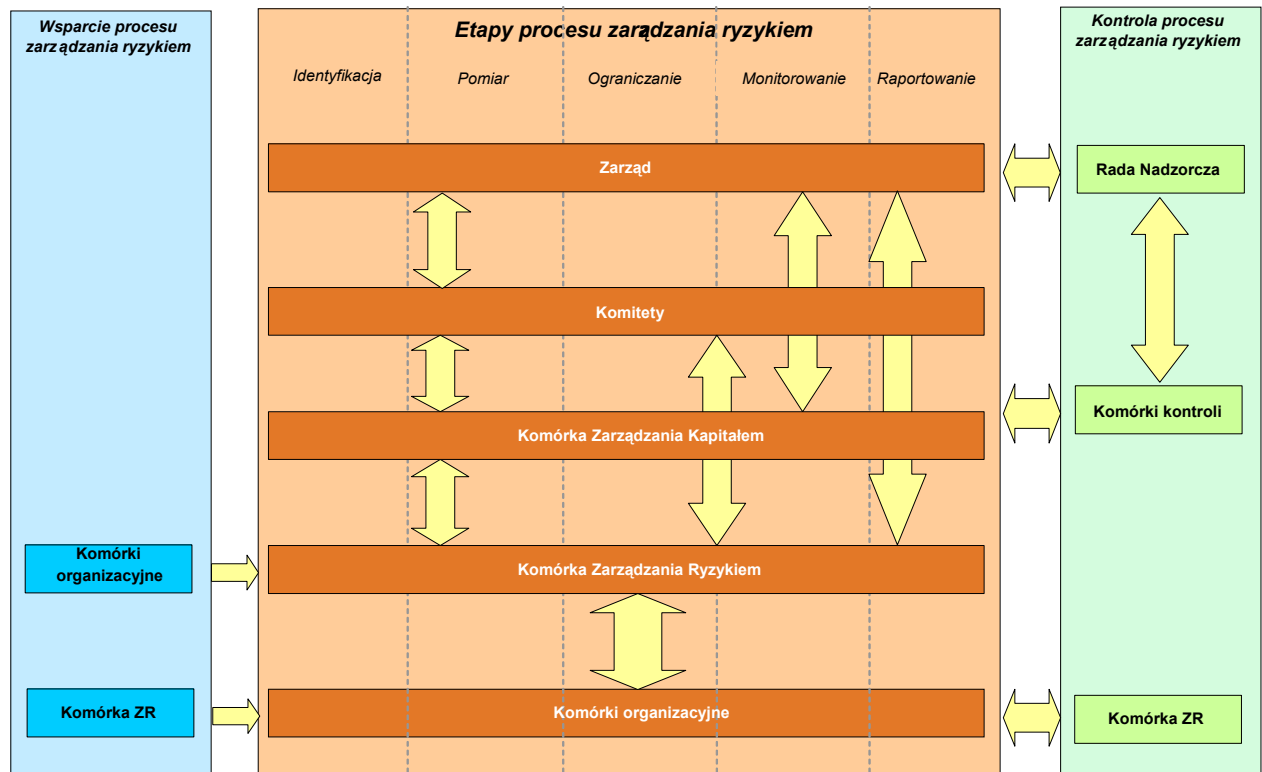 Wsparcie procesu
zarządzania ryzykiem
Etapy procesu zarządzania ryzykiem
Kontrola procesu
zarządzania ryzykiem
Identyfikacja
Pomiar
Ograniczanie
Monitorowanie
Raportowanie
Zarząd
Rada Nadzorcza
Komitety
Komórki kontroli
Komórka Zarządzania Kapitałem
Komórki
organizacyjne
Komórka Zarządzania Ryzykiem
Komórka ZR
Komórki organizacyjne
Komórka ZR